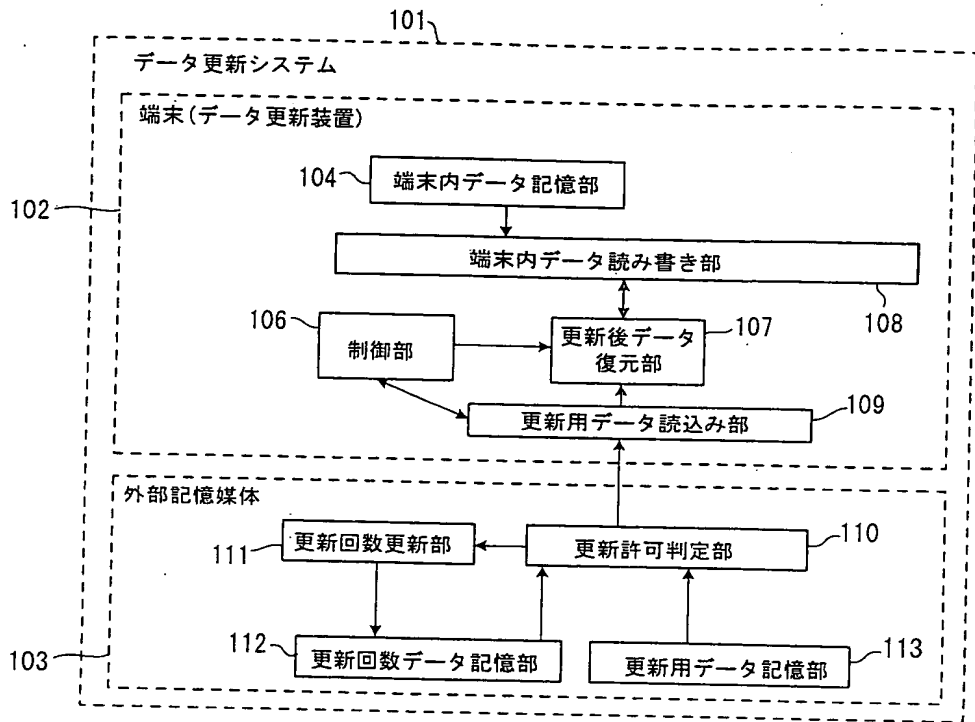 101
データ更新システム
端末(データ更新装置)
102
104
端末内データ記憶部
端末内データ読み書き部
108
106
制御部
更新後データ
復元部
107
更新用データ読込み部
109
外部記憶媒体
103
111
更新回数更新部
更新許可判定部
110
112
更新回数データ記憶部
更新用データ記憶部
113